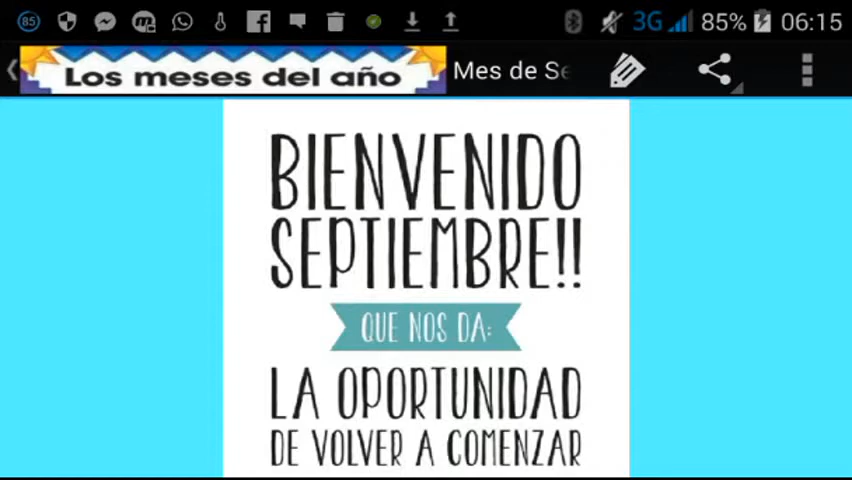 85 3G 85% 06:15
Los meses del año Mes de Se
BIENVENIDO
SEPTIEMBRE!!
QUE NOS DA:
LA OPORTUNIDAD
DE VOLVER A COMENZAR